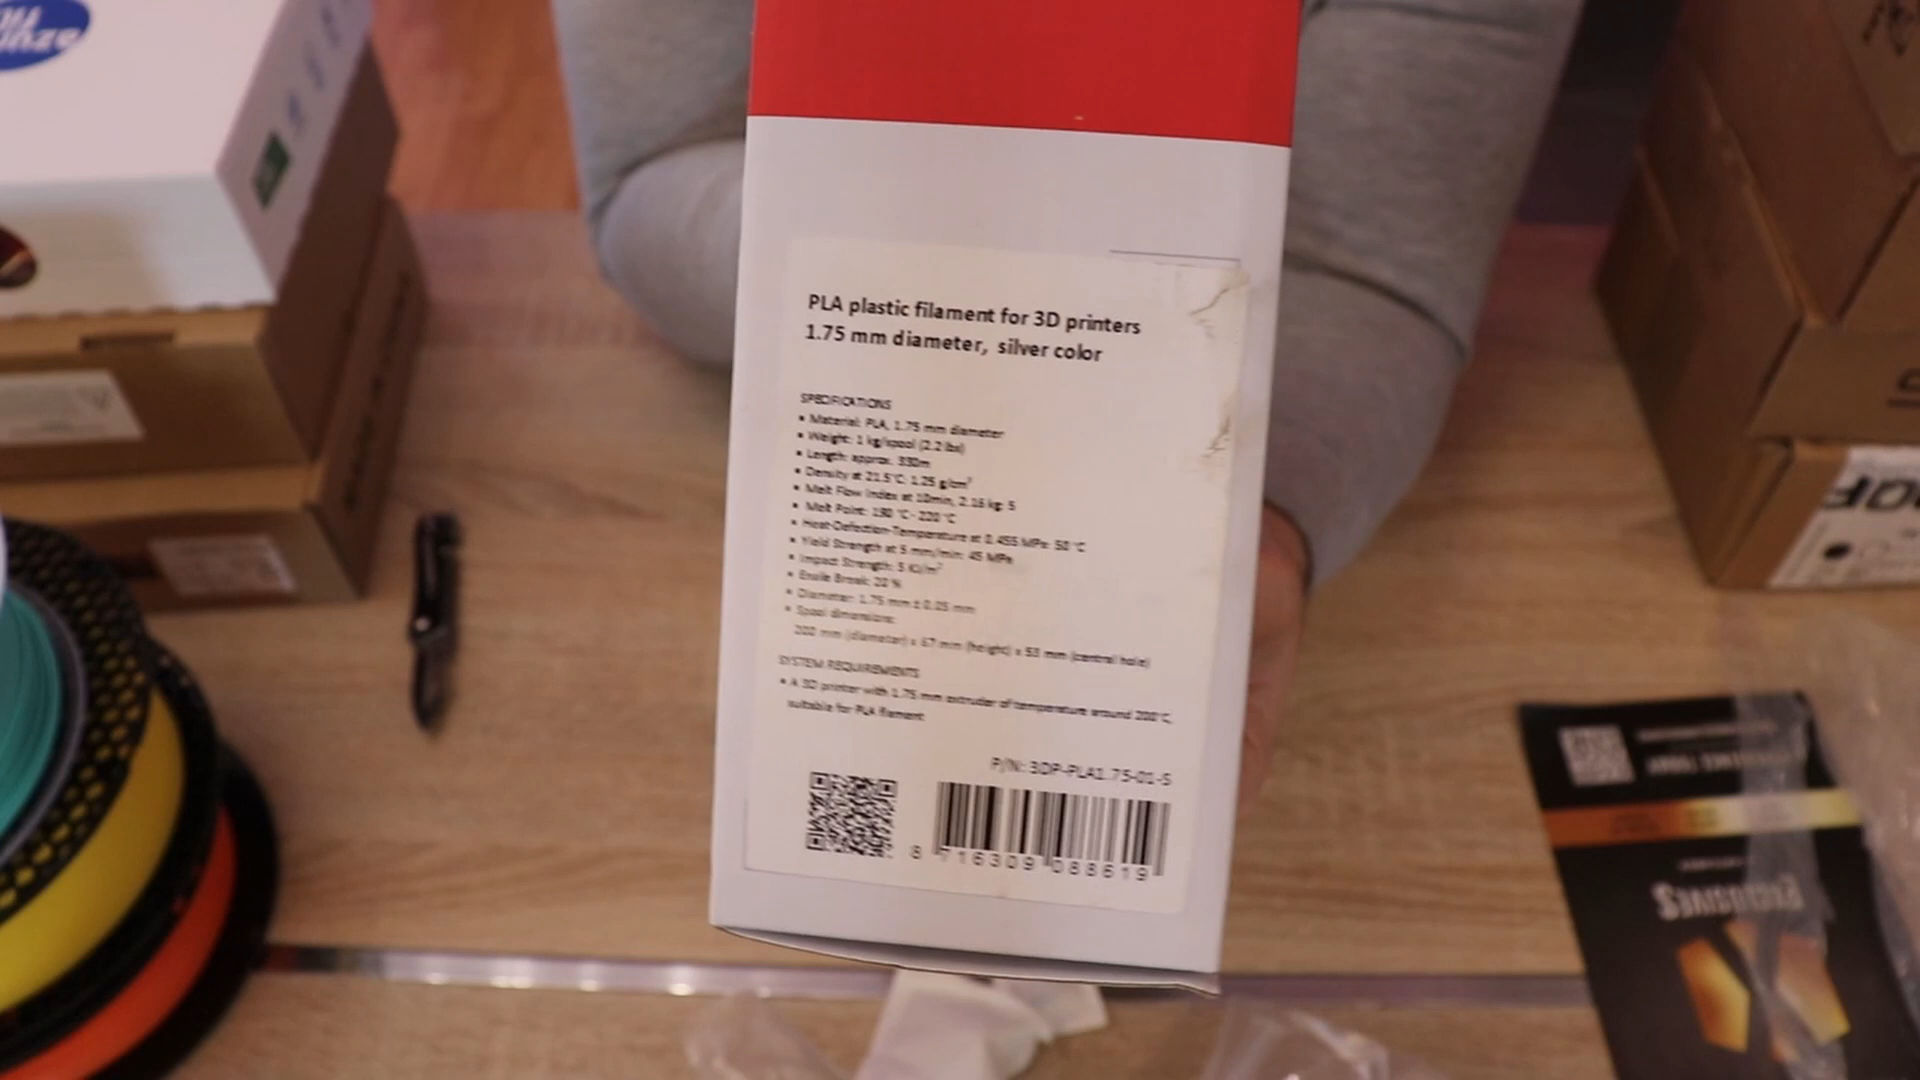 PLA plastic filament for 3D printers
1.75 mm diameter, silver color
SPECIFICATIONS
▪ Material: PLA, 1.75 mm diameter
▪ Weight: 1 kg/spool (2.2 lbs)
▪ Length: approx. 330m
▪ Density at 21.5°C: 1.25 g/cm³
▪ Melt Flow Index at 10min, 2.16 kg: 5
▪ Melt Point: 190 °C - 220 °C
▪ Heat-Deflection-Temperature at 0.455 MPa: 50 °C
▪ Yield Strength at 5 mm/min: 45 MPa
▪ Impact Strength: 5 KJ/m²
▪ Break: 20 %
▪ Diameter: 1.75 mm ± 0.05 mm
▪ Spool dimensions:
200 mm (diameter) x 67 mm (height) x 53 mm (central hole)
SYSTEM REQUIREMENTS
▪ A 3D printer with 1.75 mm extruder of temperature around 200°C,
suitable for PLA filament
P/N: 3DP-PLA1.75-01-S
8 716309 088619
EXCLUSIVES